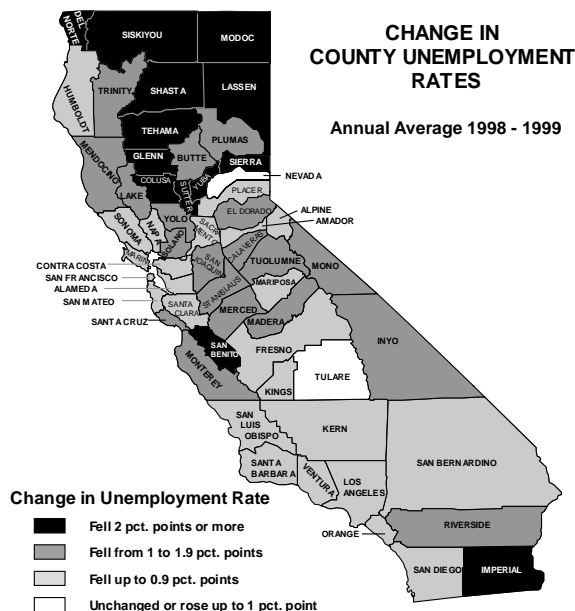 CHANGE IN
COUNTY UNEMPLOYMENT
RATES
Annual Average 1998 - 1999
DEL
NORTE
SISKIYOU
MODOC
HUMBOLDT
TRINITY
SHASTA
LASSEN
TEHAMA
PLUMAS
MENDOCINO
GLENN
BUTTE
SIERRA
NEVADA
COLUSA
YUBA
SUTTER
PLACER
LAKE
YOLO
EL DORADO
ALPINE
AMADOR
SONOMA
NAPA
SOLANO
SACRA
MENTO
CALAVERAS
MARIN
SAN
JOAQUIN
TUOLUMNE
MONO
CONTRA COSTA
SAN FRANCISCO
ALAMEDA
SAN MATEO
STANISLAUS
MARIPOSA
SANTA
CLARA
MERCED
SANTA CRUZ
MADERA
SAN
BENITO
FRESNO
INYO
MONTEREY
TULARE
KINGS
SAN
LUIS
OBISPO
KERN
SAN BERNARDINO
SANTA
BARBARA
VENTURA
LOS
ANGELES
ORANGE
RIVERSIDE
SAN DIEGO
IMPERIAL
Change in Unemployment Rate
Fell 2 pct. points or more
Fell from 1 to 1.9 pct. points
Fell up to 0.9 pct. points
Unchanged or rose up to 1 pct. point